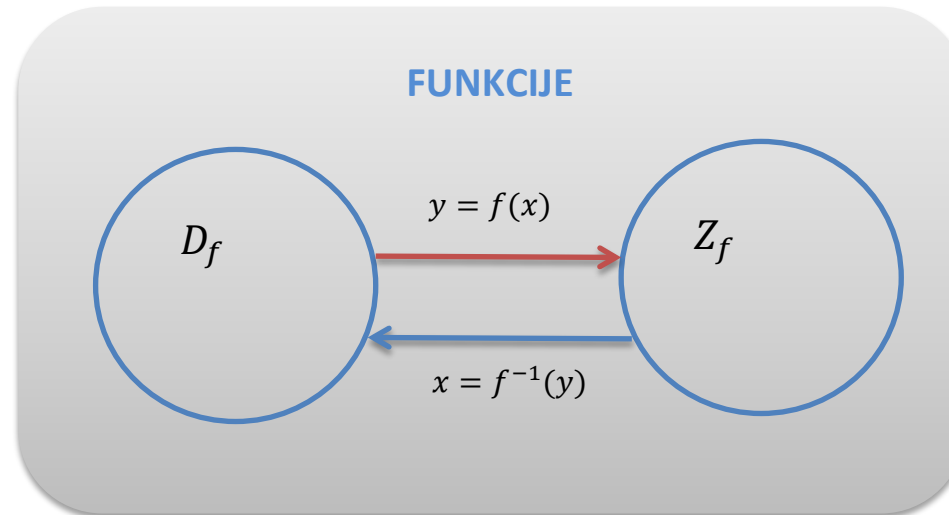 FUNKCIJE
y = f(x)
D_f
Z_f
x = f⁻¹(y)